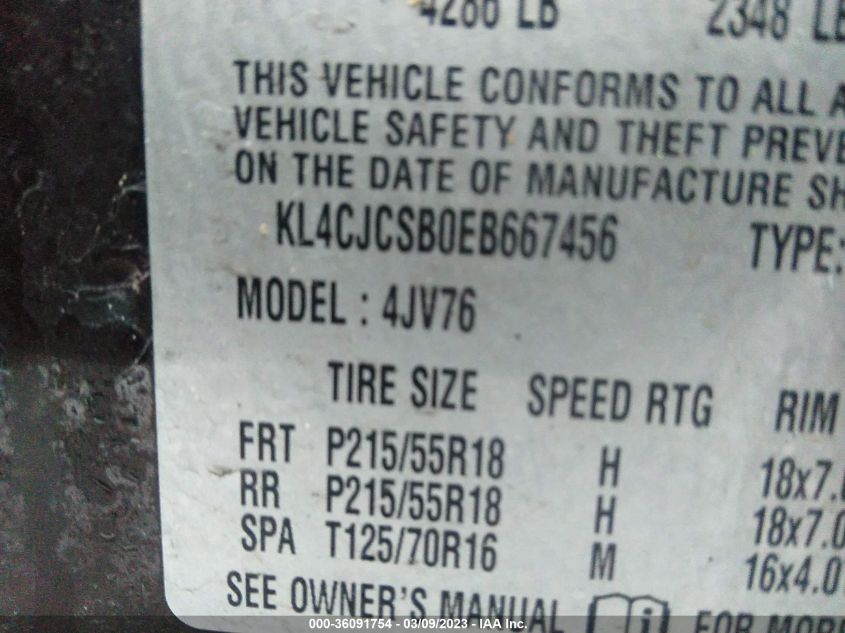 4286 LB 2348 LB
THIS VEHICLE CONFORMS TO ALL A
VEHICLE SAFETY AND THEFT PREVE
ON THE DATE OF MANUFACTURE SH
KL4CJCSB0EB667456 TYPE:
MODEL : 4JV76
TIRE SIZE SPEED RTG RIM
FRT P215/55R18 H 18x7.
RR P215/55R18 H 18x7.0
SPA T125/70R16 M 16x4.0
SEE OWNER'S MANUAL FOR MORE
000-36091754 - 03/09/2023 - IAA Inc.